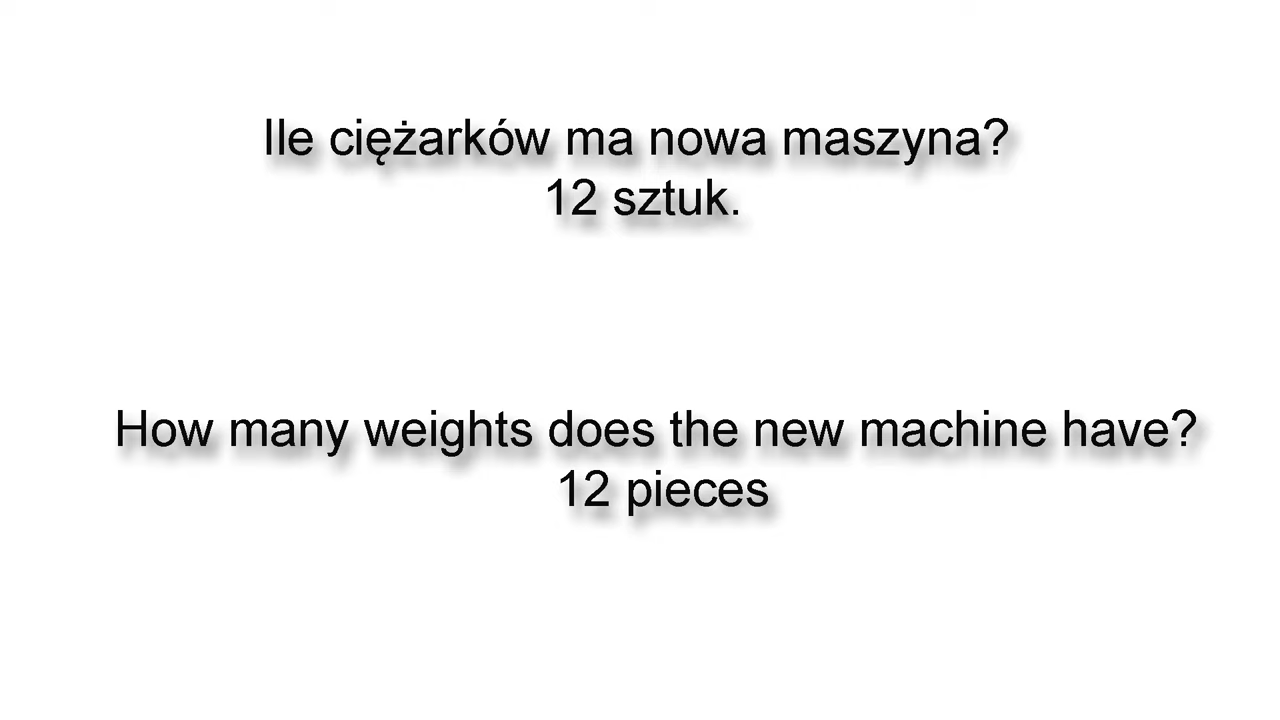 Ile ciężarków ma nowa maszyna?
12 sztuk.
How many weights does the new machine have?
12 pieces